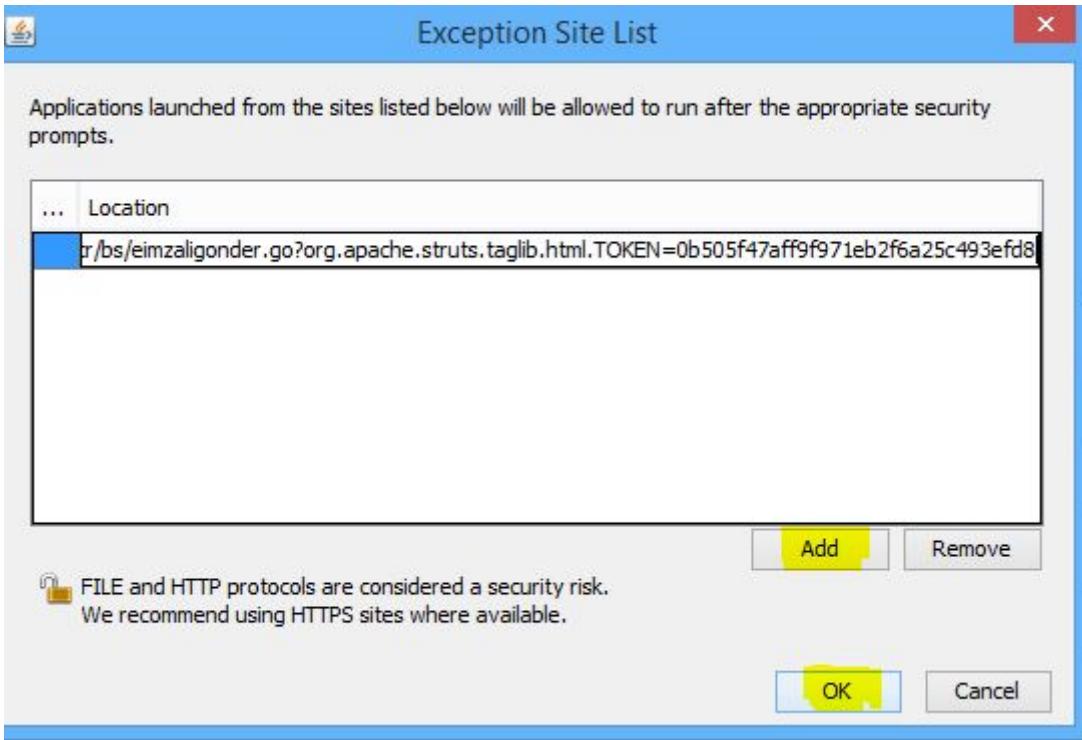 Exception Site List
Applications launched from the sites listed below will be allowed to run after the appropriate security
prompts.
... Location
r/bs/eimzaligonder.go?org.apache.struts.taglib.html.TOKEN=0b505f47aff9f971eb2f6a25c493efd8
Add Remove
FILE and HTTP protocols are considered a security risk.
We recommend using HTTPS sites where available.
OK Cancel